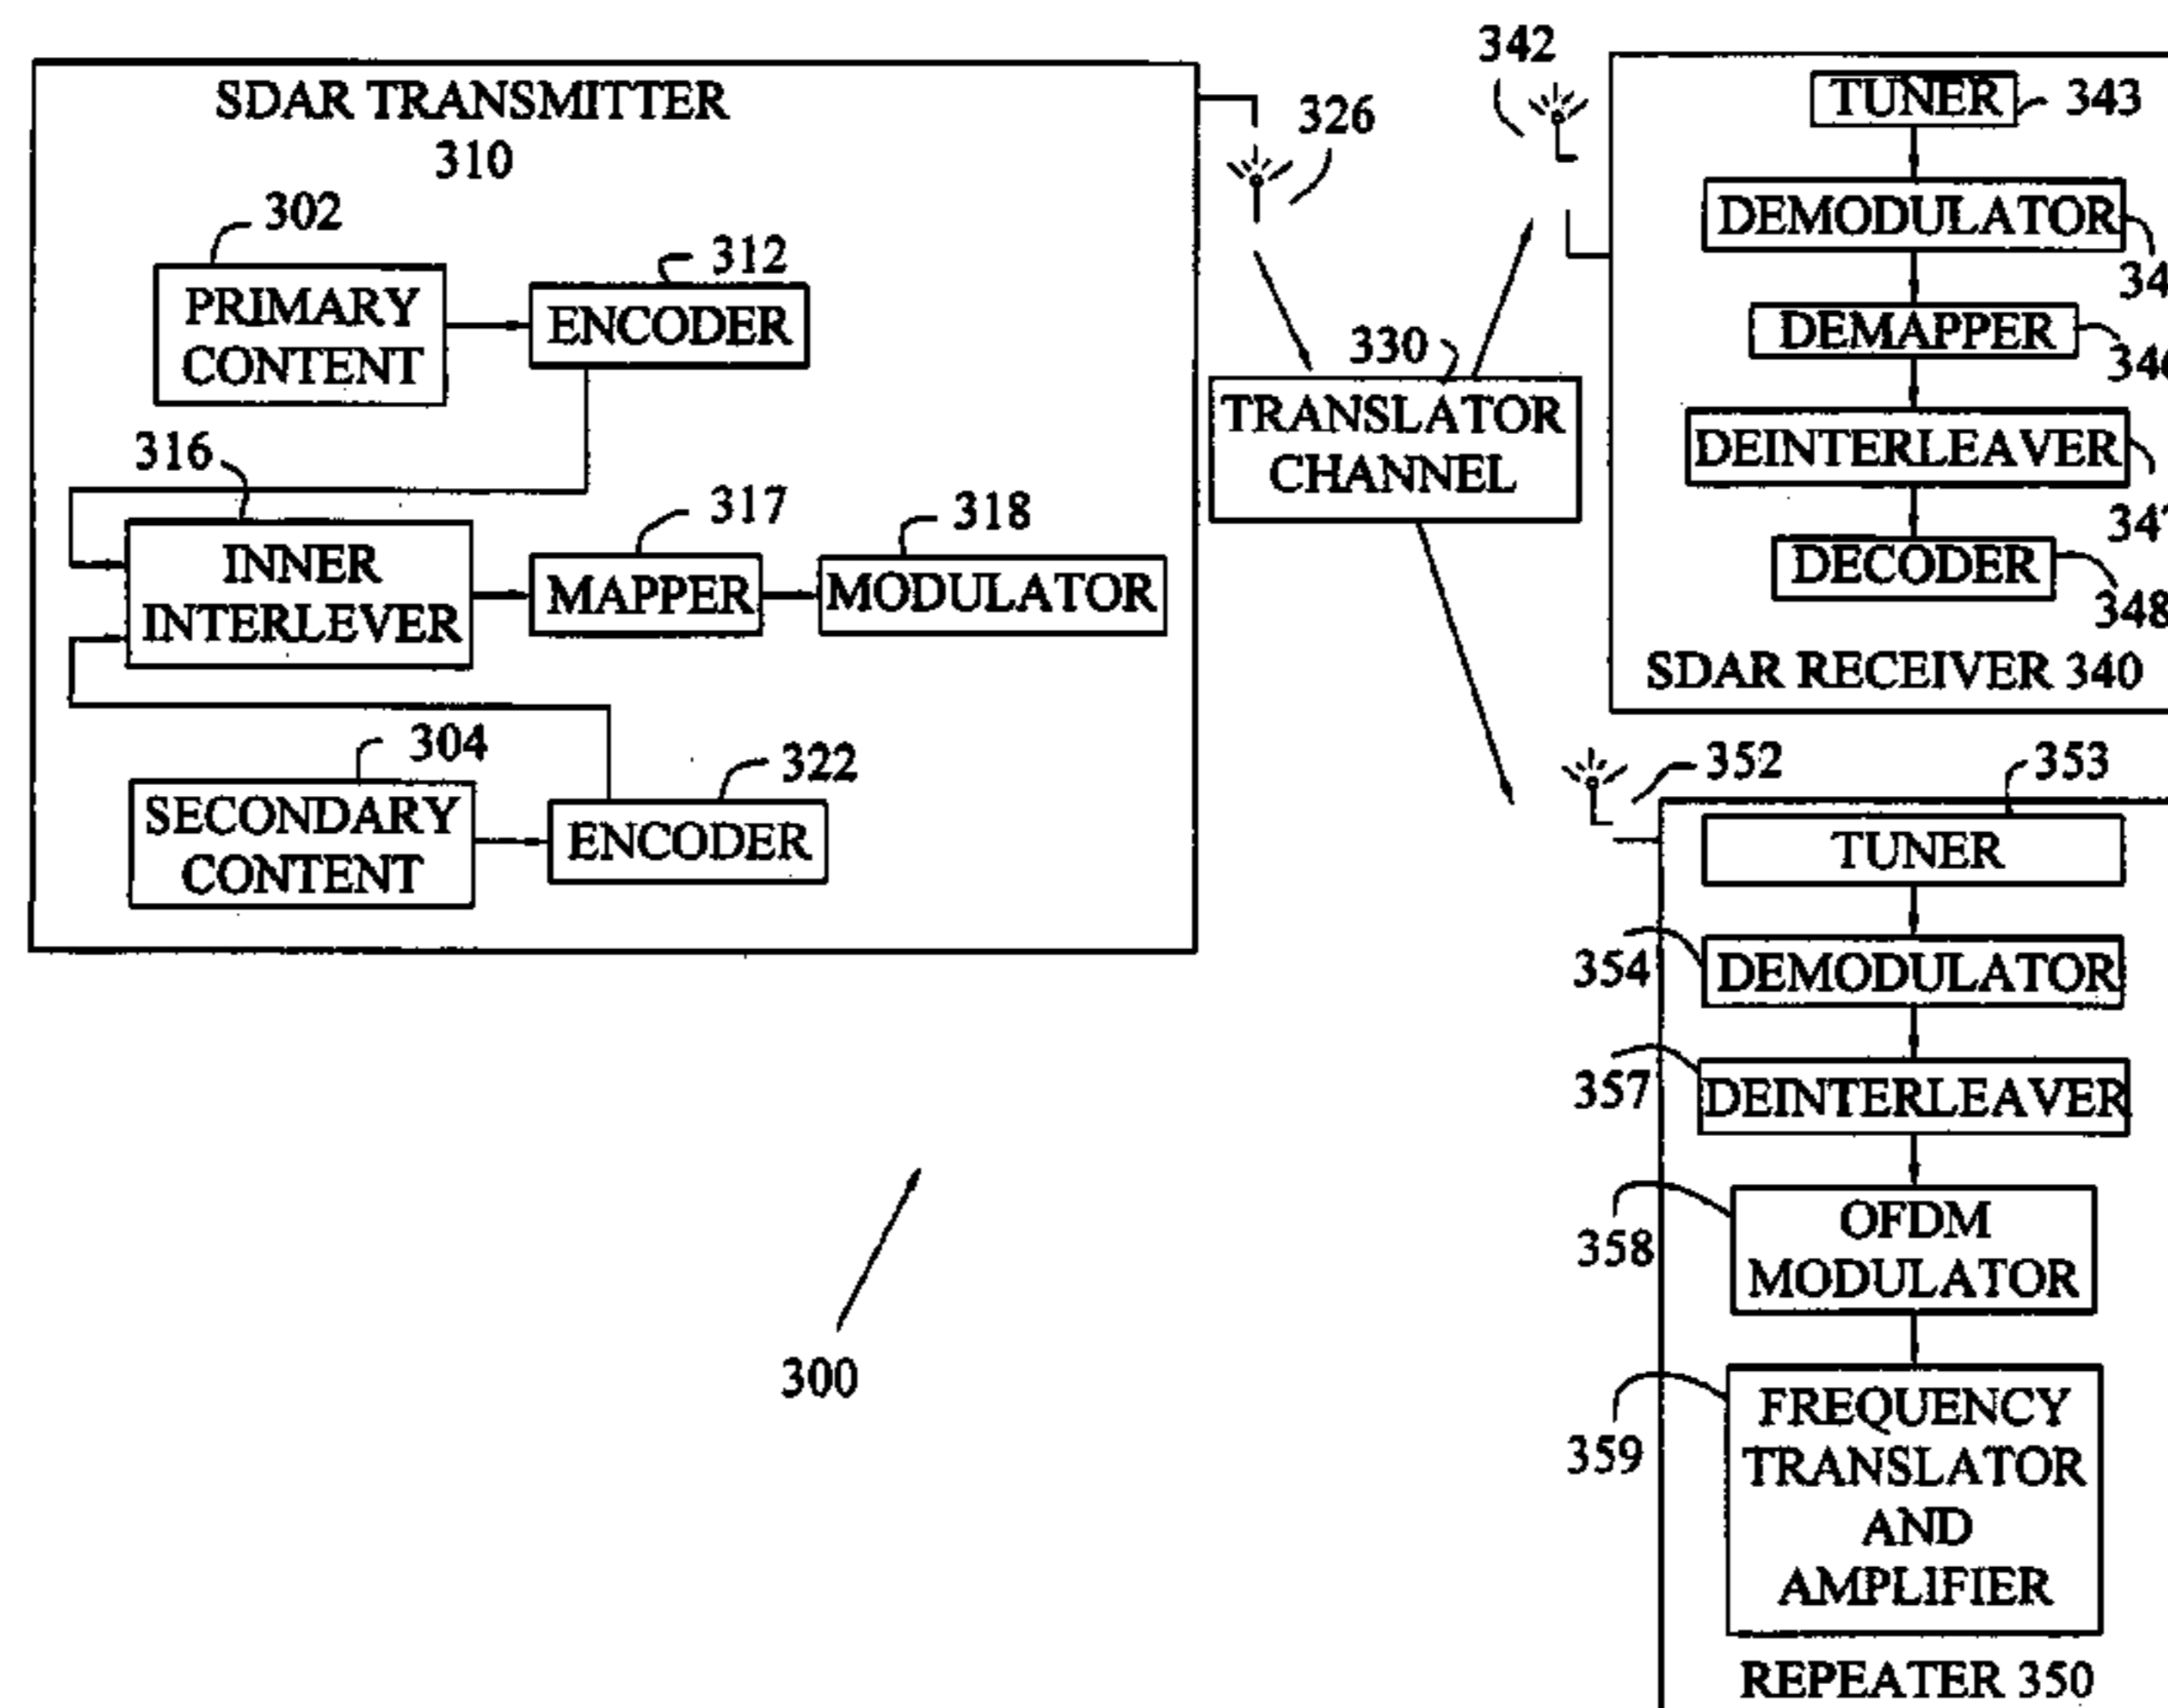 SDAR TRANSMITTER
310
302
PRIMARY
CONTENT
312
ENCODER
316
INNER
INTERLEVER
317
MAPPER
318
MODULATOR
304
SECONDARY
CONTENT
322
ENCODER
326
330
TRANSLATOR
CHANNEL
342
TUNER
343
DEMODULATOR
DEMAPPER
DEINTERLEAVER
DECODER
348
SDAR RECEIVER 340
352
353
TUNER
354
DEMODULATOR
357
DEINTERLEAVER
358
OFDM
MODULATOR
359
FREQUENCY
TRANSLATOR
AND
AMPLIFIER
REPEATER 350
300